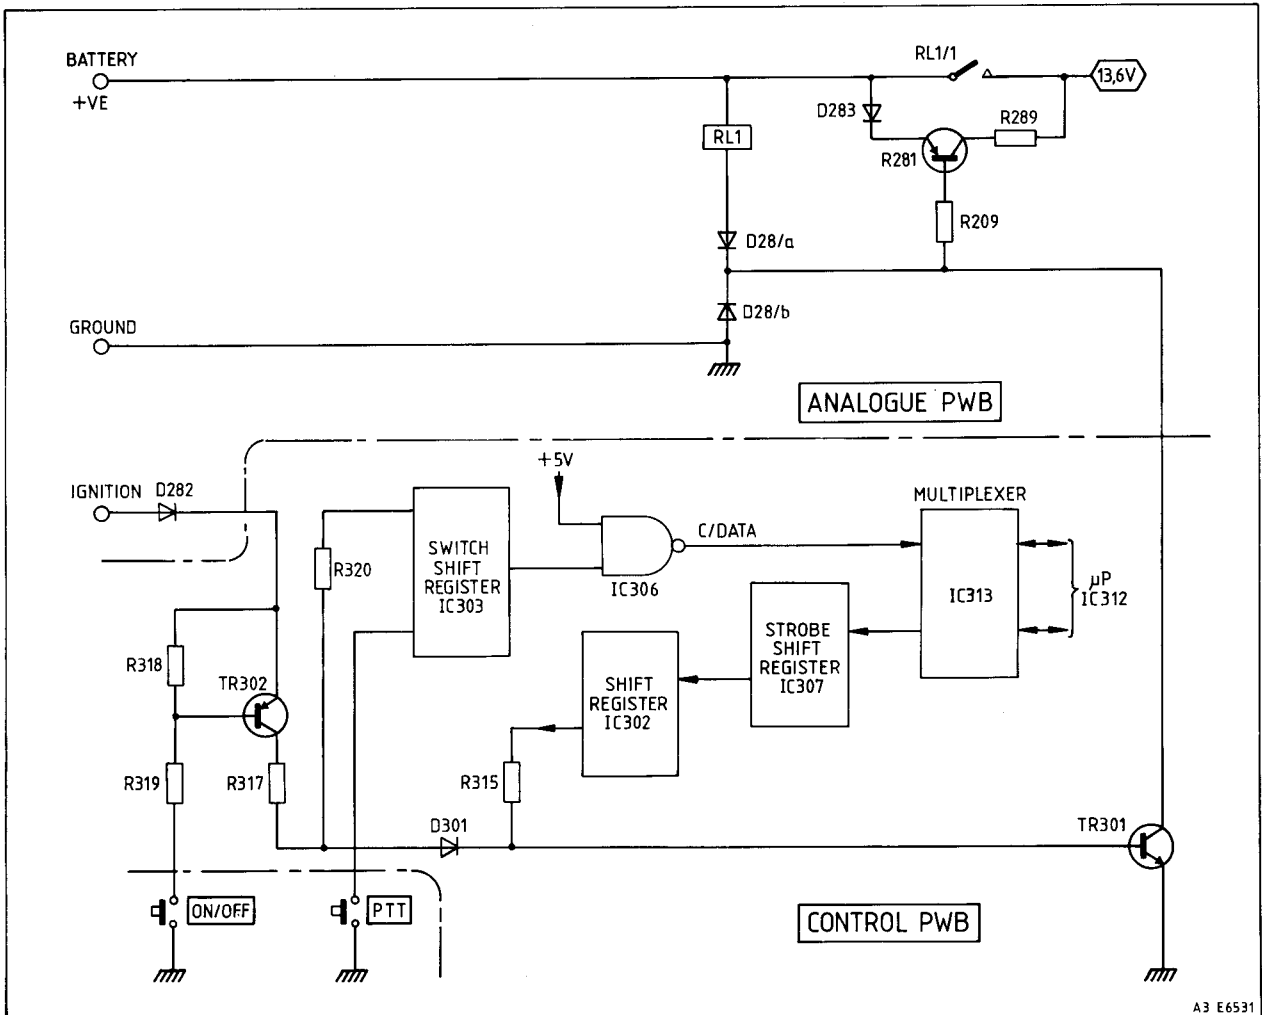 BATTERY
+VE
RL1/1
13,6V
D283
R289
RL1
R281
R209
D28/a
D28/b
GROUND
ANALOGUE PWB
+5V
IGNITION
D282
MULTIPLEXER
C/DATA
SWITCH
SHIFT
REGISTER
IC303
R320
IC306
IC313
µP
IC312
STROBE
SHIFT
REGISTER
IC307
R318
TR302
SHIFT
REGISTER
IC302
R319
R317
R315
D301
TR301
ON/OFF
PTT
CONTROL PWB
A3 E6531